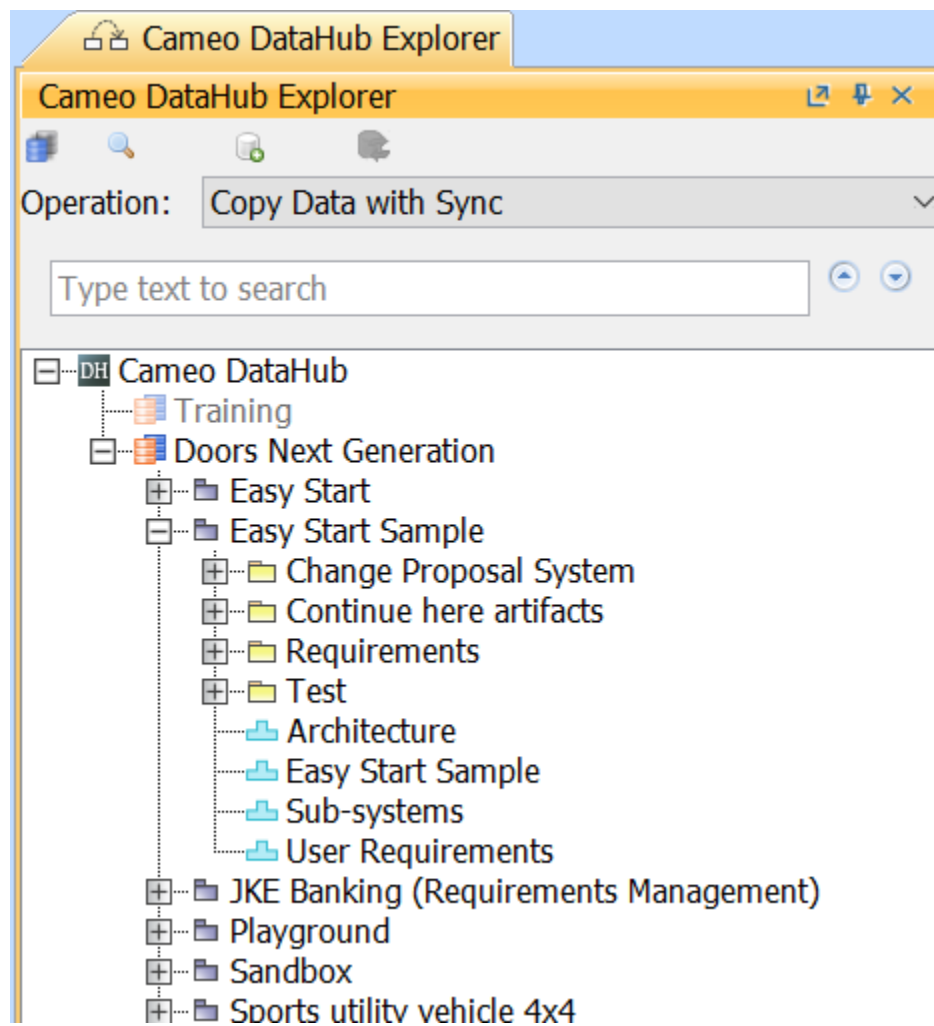 Cameo DataHub Explorer
Cameo DataHub Explorer
Operation: Copy Data with Sync
Type text to search
DH Cameo DataHub
Training
Doors Next Generation
Easy Start
Easy Start Sample
Change Proposal System
Continue here artifacts
Requirements
Test
Architecture
Easy Start Sample
Sub-systems
User Requirements
JKE Banking (Requirements Management)
Playground
Sandbox
Sports utility vehicle 4x4